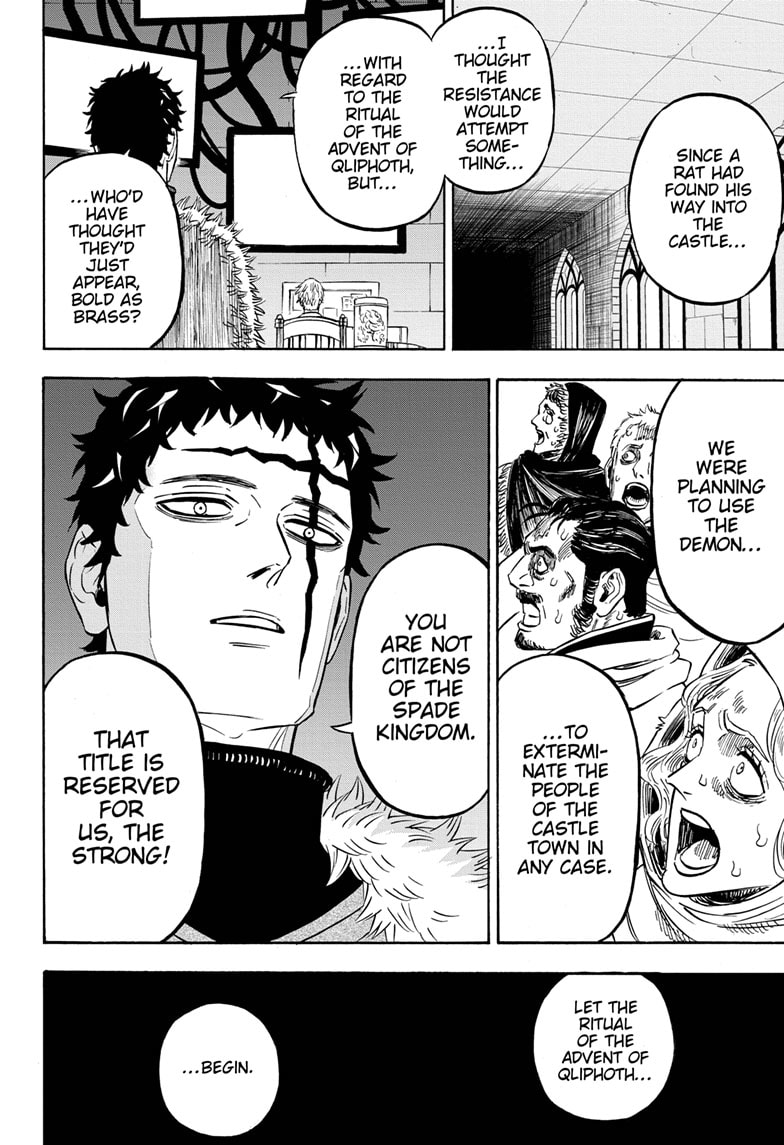 SINCE A
RAT HAD
FOUND HIS
WAY INTO
THE
CASTLE...
...I
THOUGHT
THE
RESISTANCE
WOULD
ATTEMPT
SOME-
THING...
...WITH
REGARD
TO THE
RITUAL
OF THE
ADVENT OF
QLIPHOTH,
BUT...
...WHO'D
HAVE
THOUGHT
THEY'D
JUST
APPEAR,
BOLD AS
BRASS?
WE
WERE
PLANNING
TO USE
THE
DEMON...
...TO
EXTERMI-
NATE THE
PEOPLE
OF THE
CASTLE
TOWN IN
ANY CASE.
YOU
ARE NOT
CITIZENS
OF THE
SPADE
KINGDOM.
THAT
TITLE IS
RESERVED
FOR
US, THE
STRONG!
LET THE
RITUAL
OF THE
ADVENT OF
QLIPHOTH...
...BEGIN.